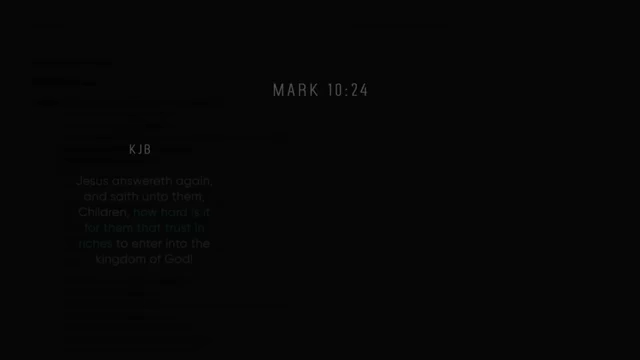 MARK 10:24
KJB
Jesus answereth again,
and saith unto them,
Children, how hard is it
for them that trust in
riches to enter into the
kingdom of God!